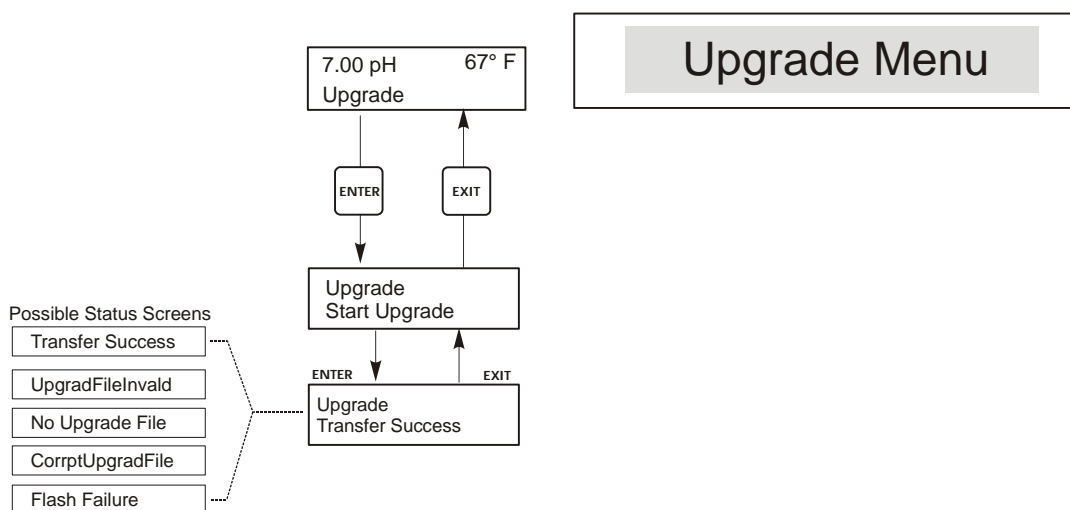 Upgrade Menu
7.00 pH 67° F
Upgrade
ENTER EXIT
Upgrade
Start Upgrade
Possible Status Screens
Transfer Success
UpgradFileInvald
No Upgrade File
CorrptUpgradFile
Flash Failure
ENTER EXIT
Upgrade
Transfer Success